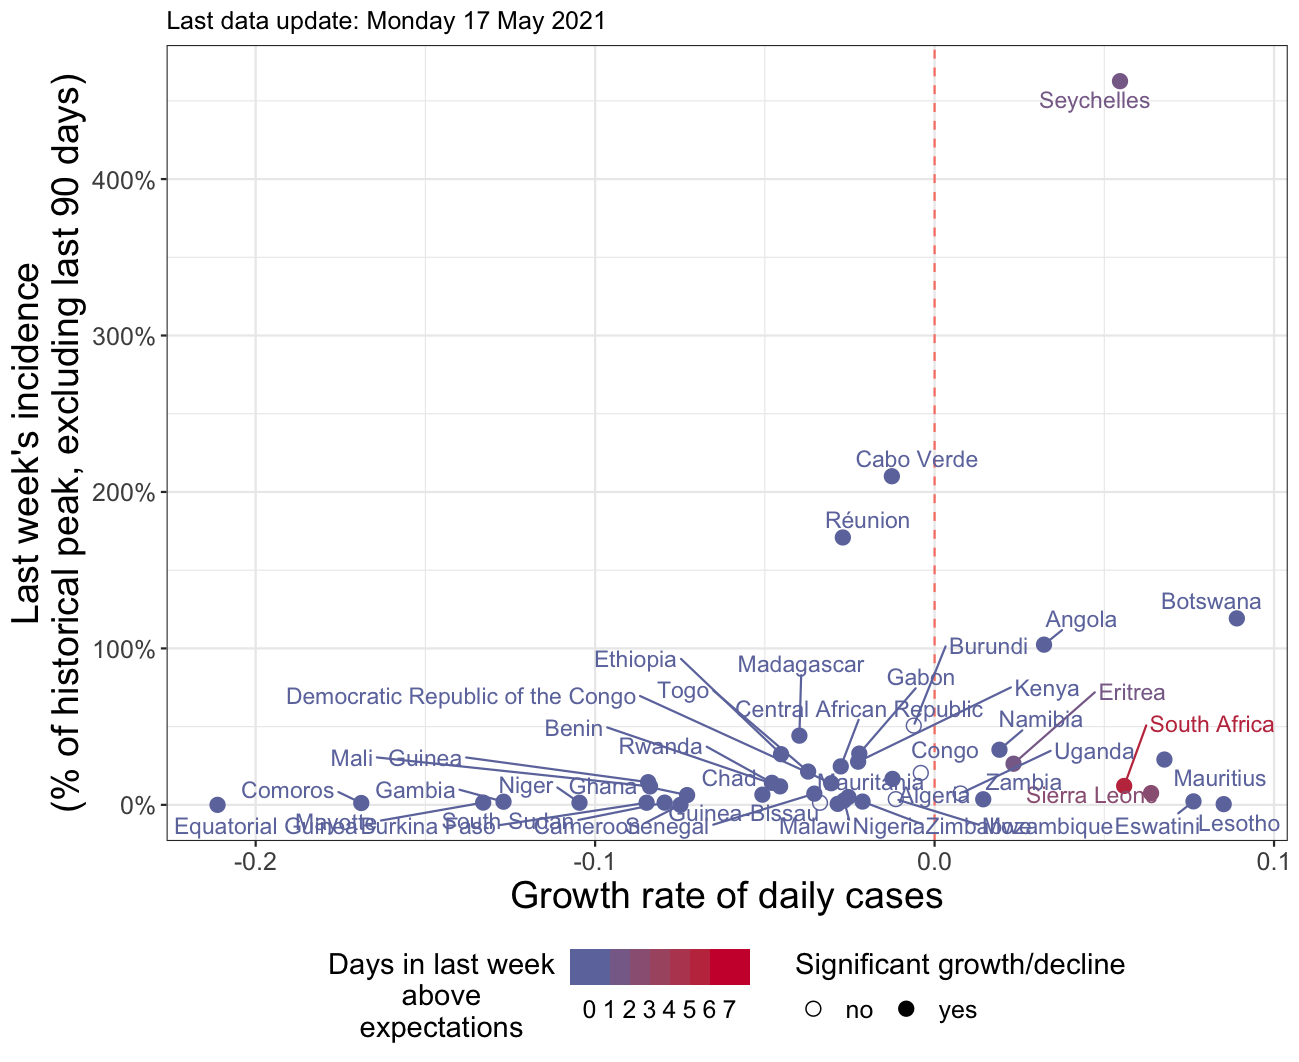 Last data update: Monday 17 May 2021
Last week's incidence
(% of historical peak, excluding last 90 days)
400%
300%
200%
100%
0%
Seychelles
Cabo Verde
Réunion
Botswana
Angola
Burundi
Ethiopia
Madagascar
Gabon
Kenya
Eritrea
Democratic Republic of the Congo
Togo
Central African Republic
Namibia
South Africa
Benin
Rwanda
Congo
Uganda
Mali
Guinea
Chad
Mauritania
Zambia
Mauritius
Comoros
Gambia
Niger
Ghana
Algeria
Sierra Leone
Guinea Bissau
Equatorial Guinea
Mayotte
Burkina Faso
South Sudan
Cameroon
Senegal
Malawi
Nigeria
Zimbabwe
Mozambique
Eswatini
Lesotho
-0.2
-0.1
0.0
0.1
Growth rate of daily cases
Days in last week
above
expectations
0 1 2 3 4 5 6 7
Significant growth/decline
no
yes